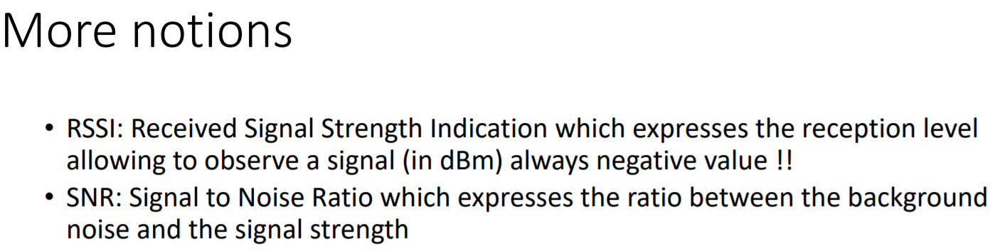 More notions
• RSSI: Received Signal Strength Indication which expresses the reception level
allowing to observe a signal (in dBm) always negative value !!
• SNR: Signal to Noise Ratio which expresses the ratio between the background
noise and the signal strength